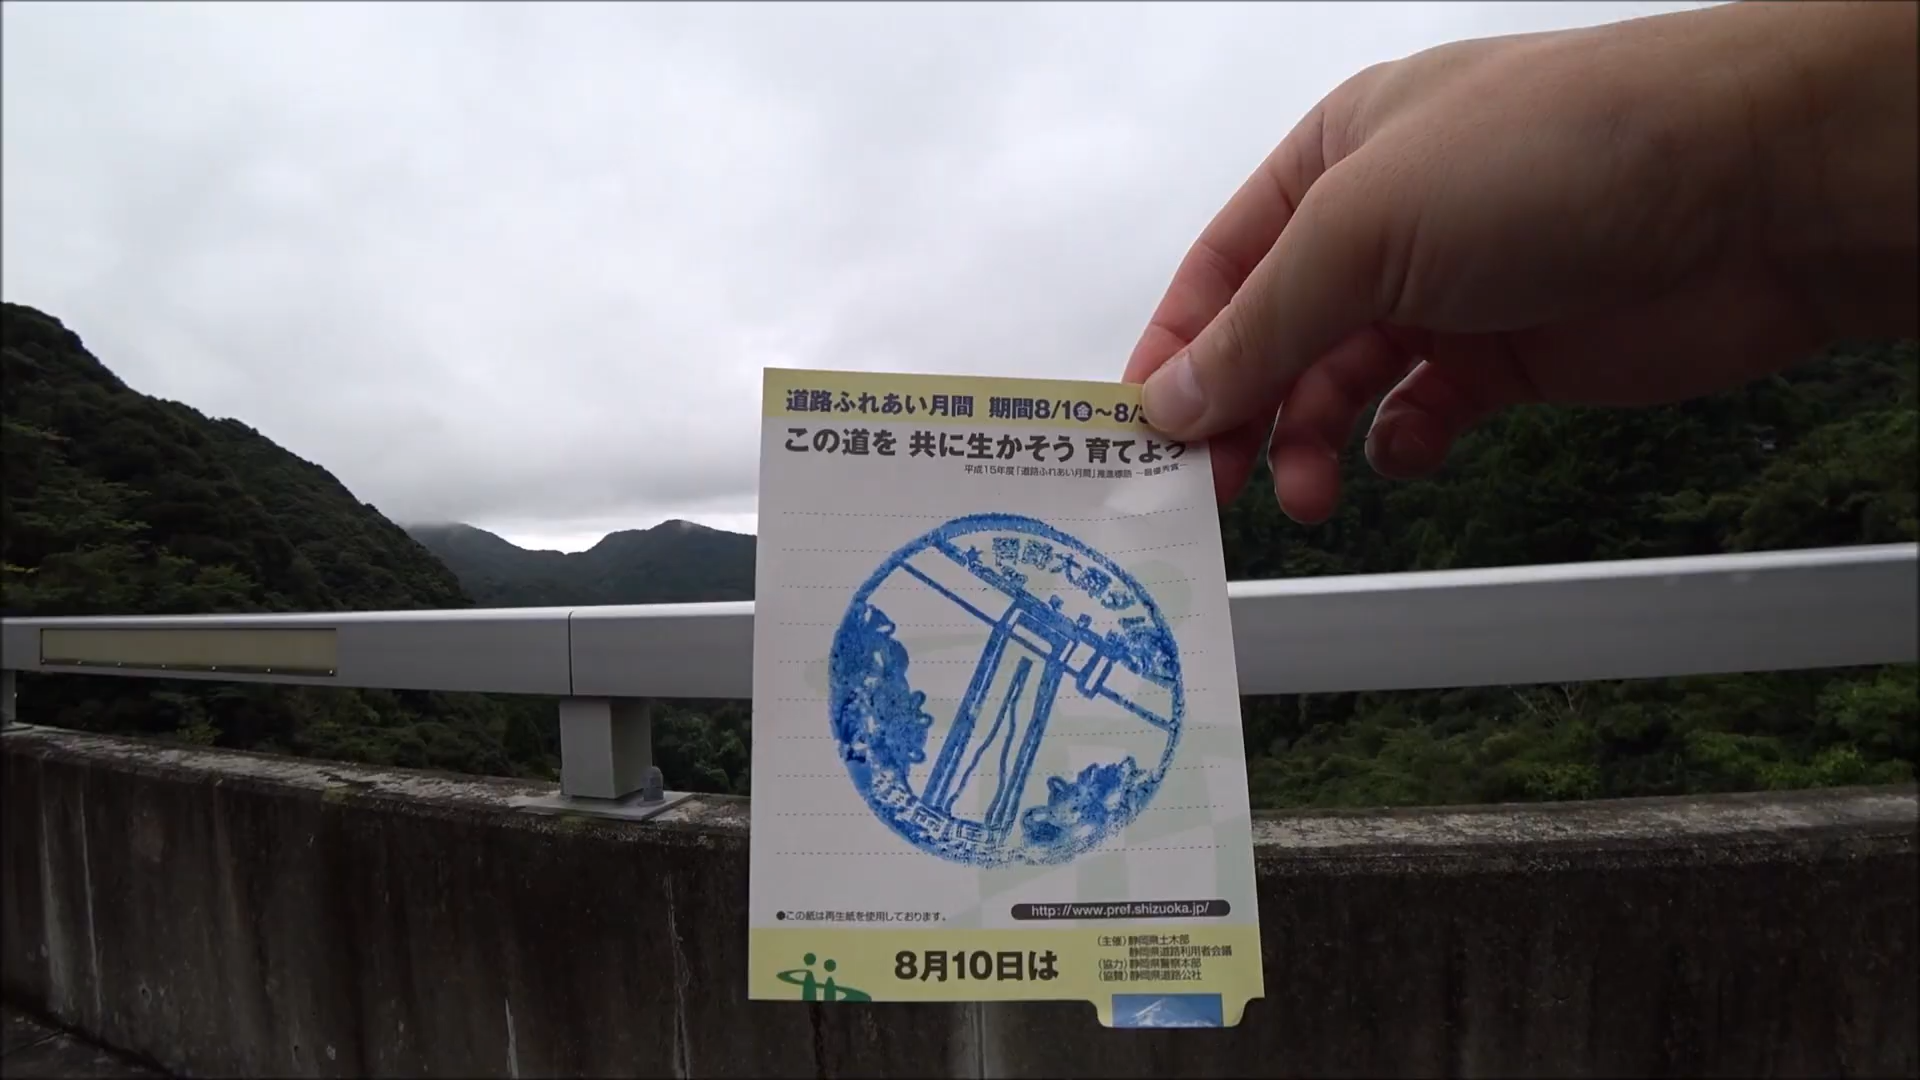 道路ふれあい月間 期間8/1㊎～8/3
この道を 共に生かそう 育てよう
平成15年度「道路ふれあい月間」推進標語 ―最優秀賞―
静岡県
●この紙は再生紙を使用しております。
http://www.pref.shizuoka.jp/
8月10日は
(主催)静岡県土木部
静岡県道路利用者会議
(協力)静岡県警察本部
(協賛)静岡県道路公社